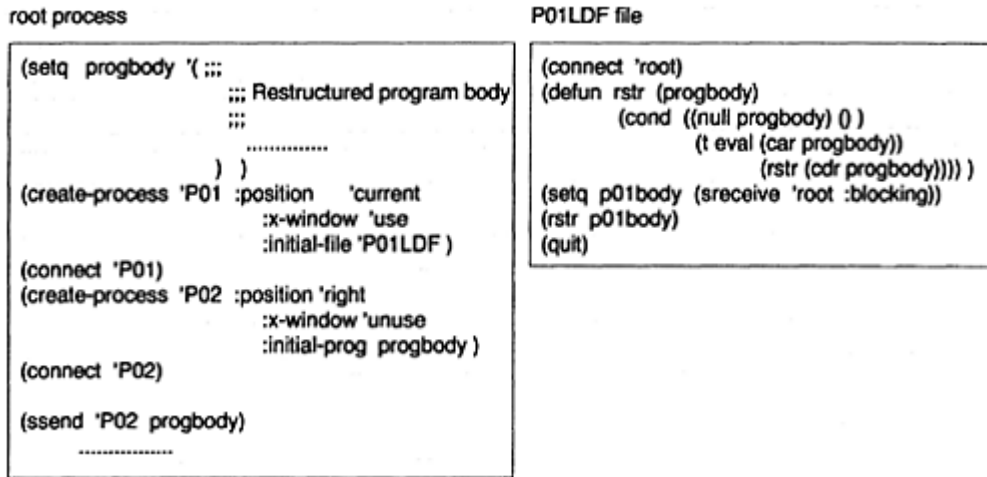 root process
(setq progbody '( ;;;
;;; Restructured program body
;;;
..............
) )
(create-process 'P01 :position 'current
:x-window 'use
:initial-file 'P01LDF )
(connect 'P01)
(create-process 'P02 :position 'right
:x-window 'unuse
:initial-prog progbody )
(connect 'P02)
(ssend 'P02 progbody)
.................
P01LDF file
(connect 'root)
(defun rstr (progbody)
(cond ((null progbody) () )
(t eval (car progbody))
(rstr (cdr progbody)))) )
(setq p01body (sreceive 'root :blocking))
(rstr p01body)
(quit)